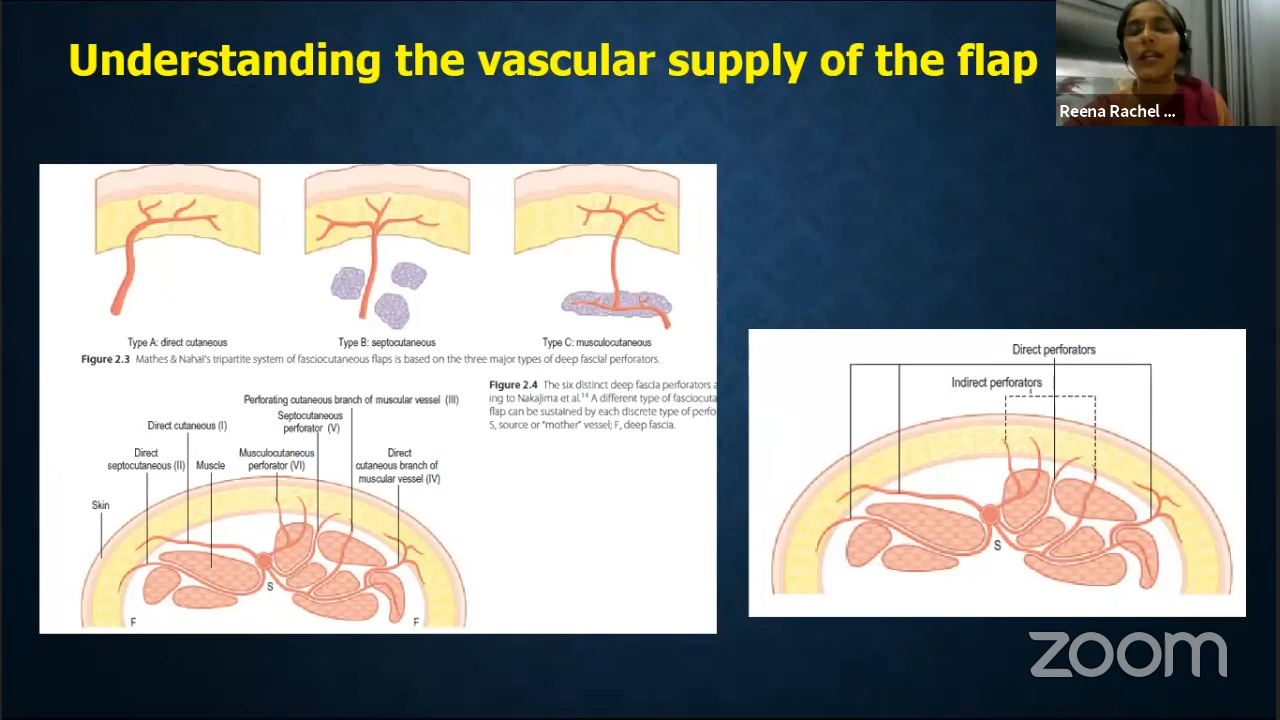 Understanding the vascular supply of the flap
Reena Rachel ...
Type A: direct cutaneous
Type B: septocutaneous
Type C: musculocutaneous
Figure 2.3 Mathes & Nahai's tripartite system of fasciocutaneous flaps is based on the three major types of deep fascial perforators.
Figure 2.4 The six distinct deep fascia perforators a
ing to Nakajima et al.14 A different type of fasciocuta
flap can be sustained by each discrete type of perfo
S, source or "mother" vessel; F, deep fascia.
Perforating cutaneous branch of muscular vessel (III)
Septocutaneous
perforator (V)
Direct cutaneous (I)
Direct
septocutaneous (II)
Muscle
Musculocutaneous
perforator (VI)
Direct
cutaneous branch of
muscular vessel (IV)
Skin
S
F
F
Direct perforators
Indirect perforators
S
zoom